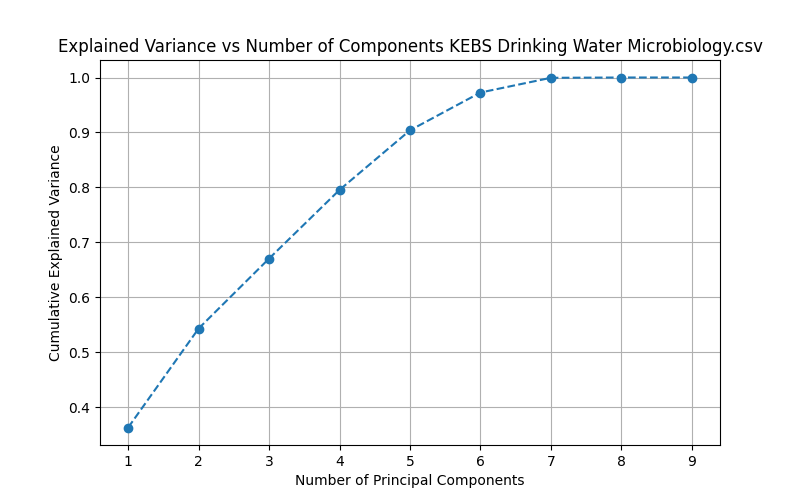 Explained Variance vs Number of Components KEBS Drinking Water Microbiology.csv
Cumulative Explained Variance
1.0
0.9
0.8
0.7
0.6
0.5
0.4
1 2 3 4 5 6 7 8 9
Number of Principal Components